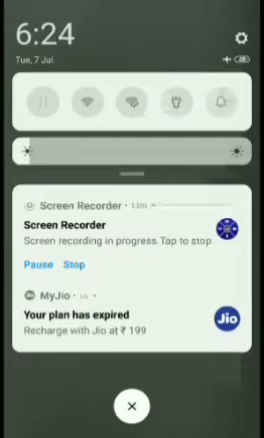 6:24
Tue, 7 Jul
Screen Recorder • 13m
Screen Recorder
Screen recording in progress Tap to stop
Pause Stop
MyJio •
Your plan has expired
Recharge with Jio at ₹ 199
Jio